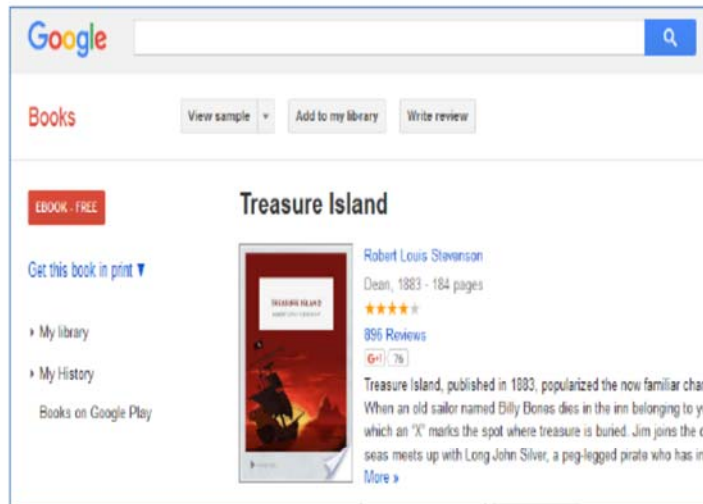 Google
Books
View sample
Add to my library
Write review
EBOOK - FREE
Get this book in print ▼
My library
My History
Books on Google Play
Treasure Island
TREASURE ISLAND
Robert Louis Stevenson
Dean, 1883 - 184 pages
896 Reviews
G+1 76
Treasure Island, published in 1883, popularized the now familiar
When an old sailor named Billy Bones dies in the inn belonging to
which an "X" marks the spot where treasure is buried. Jim joins the
seas meets up with Long John Silver, a peg-legged pirate who has
More »